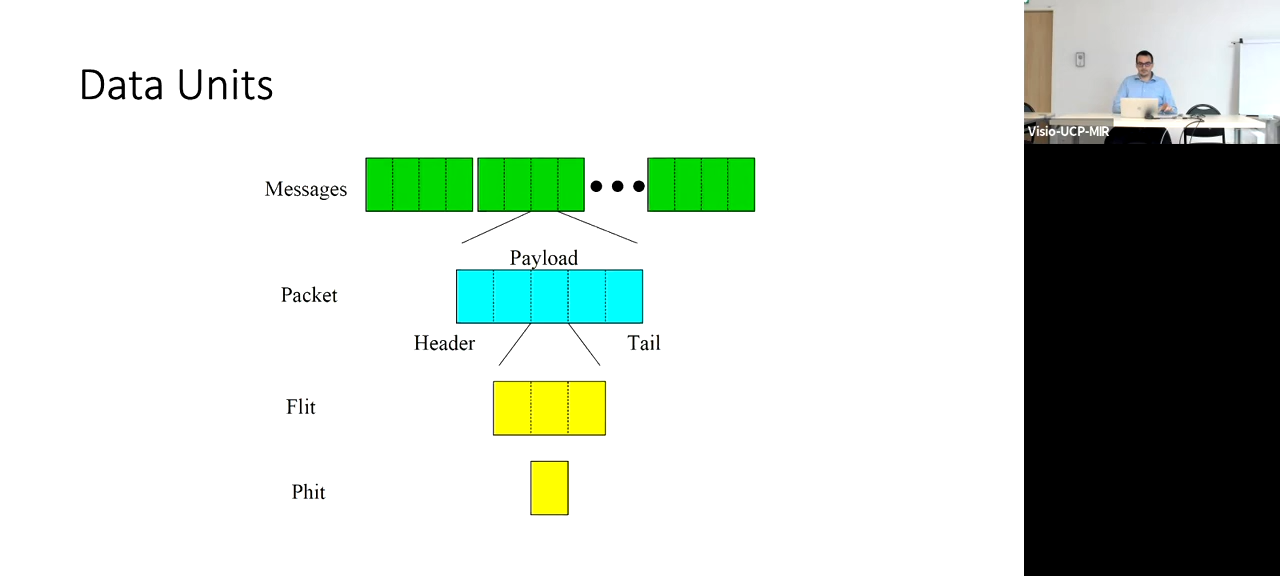 Data Units
Messages
Payload
Packet
Header
Tail
Flit
Phit
Visio-UCP-MIR